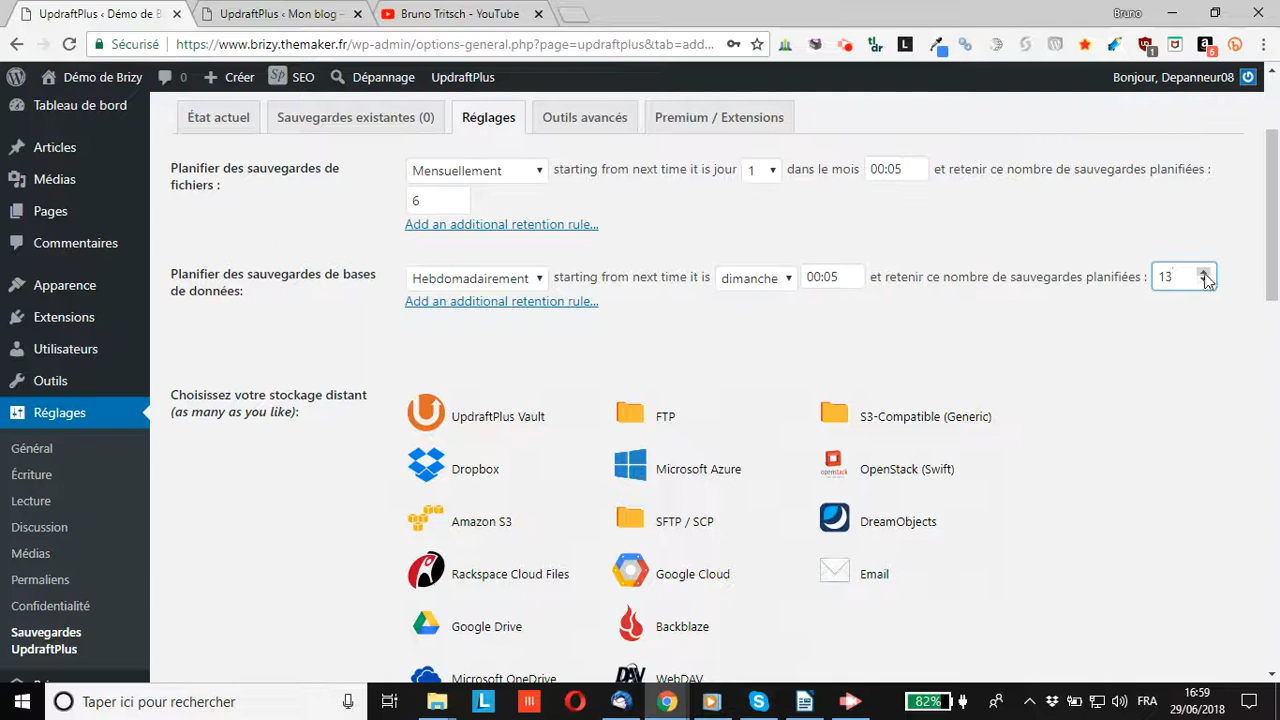 UpdraftPlus ‹ Démo de B
UpdraftPlus ‹ Mon blog –
Bruno Tritsch - YouTube
Bruno
Sécurisé
https://www.brizy.themaker.fr/wp-admin/options-general.php?page=updraftplus&tab=add...
tl;dr
L
1
6
Démo de Brizy
0
Créer
SEO
Dépannage
UpdraftPlus
Bonjour, Depanneur08
Tableau de bord
Articles
Médias
Pages
Commentaires
Apparence
Extensions
Utilisateurs
Outils
Réglages
Général
Écriture
Lecture
Discussion
Médias
Permaliens
Confidentialité
Sauvegardes
UpdraftPlus
État actuel
Sauvegardes existantes (0)
Réglages
Outils avancés
Premium / Extensions
Planifier des sauvegardes de
fichiers :
Mensuellement starting from next time it is jour 1 dans le mois 00:05 et retenir ce nombre de sauvegardes planifiées :
6
Add an additional retention rule...
Planifier des sauvegardes de bases
de données:
Hebdomadairement starting from next time it is dimanche 00:05 et retenir ce nombre de sauvegardes planifiées : 13
Add an additional retention rule...
Choisissez votre stockage distant
(as many as you like):
UpdraftPlus Vault
FTP
S3-Compatible (Generic)
Dropbox
Microsoft Azure
openstack
OpenStack (Swift)
Amazon S3
SFTP / SCP
DreamObjects
Rackspace Cloud Files
Google Cloud
Email
Google Drive
Backblaze
Microsoft OneDrive
DAV
WebDAV
Taper ici pour rechercher
L
82%
FRA
16:59
29/06/2018